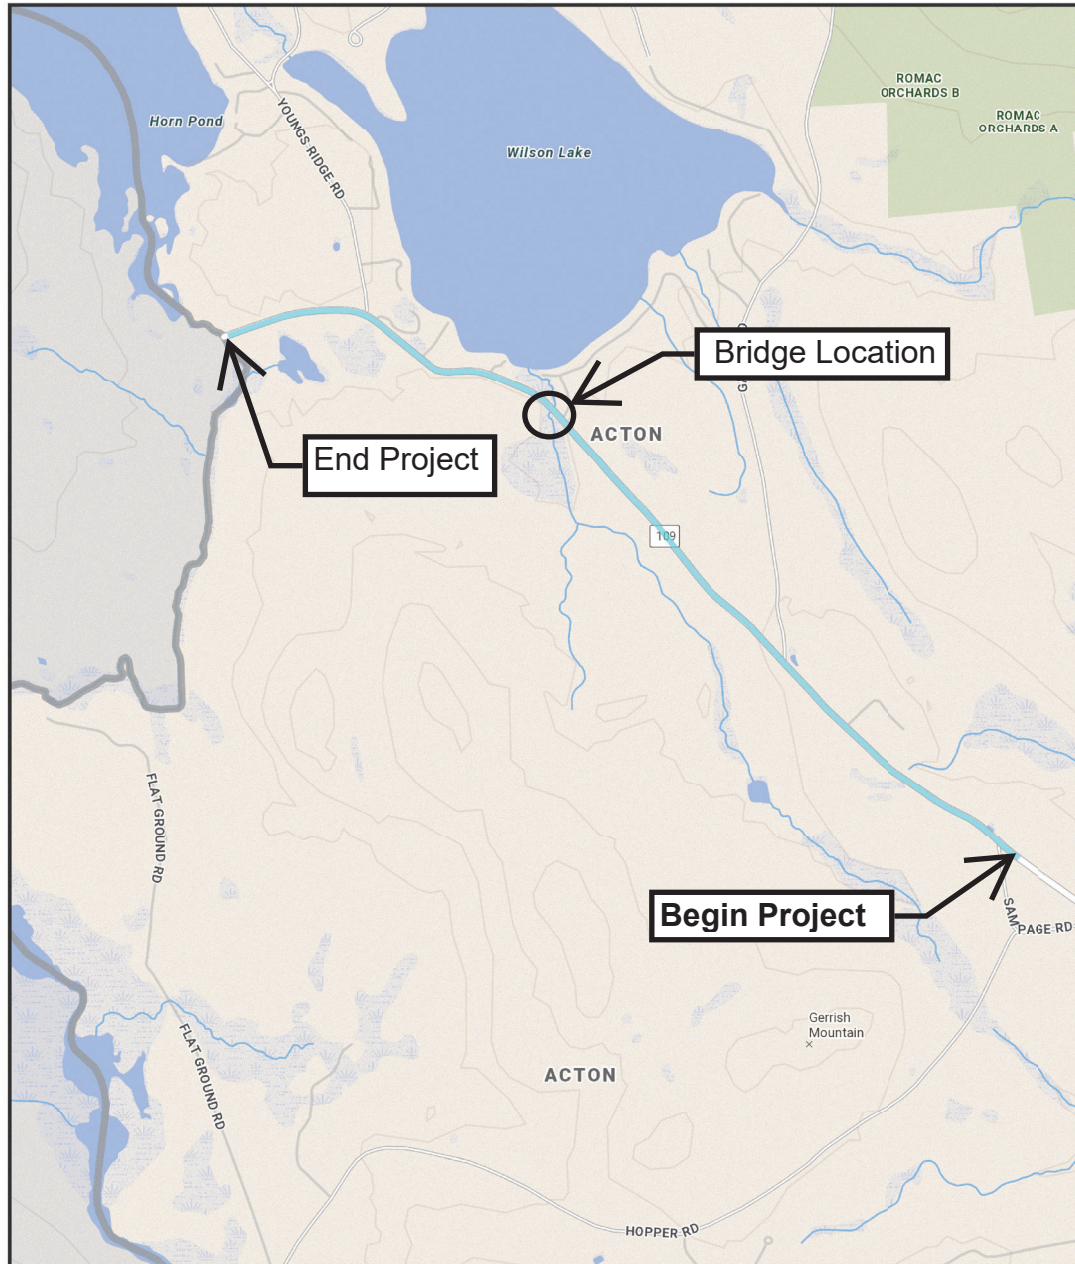 ROMAC
ORCHARDS B
ROMAC
ORCHARDS A
Horn Pond
YOUNGS RIDGE RD
Wilson Lake
Bridge Location
ACTON
End Project
109
FLAT GROUND RD
Begin Project
SAM PAGE RD
Gerrish
Mountain
FLAT GROUND RD
ACTON
HOPPER RD